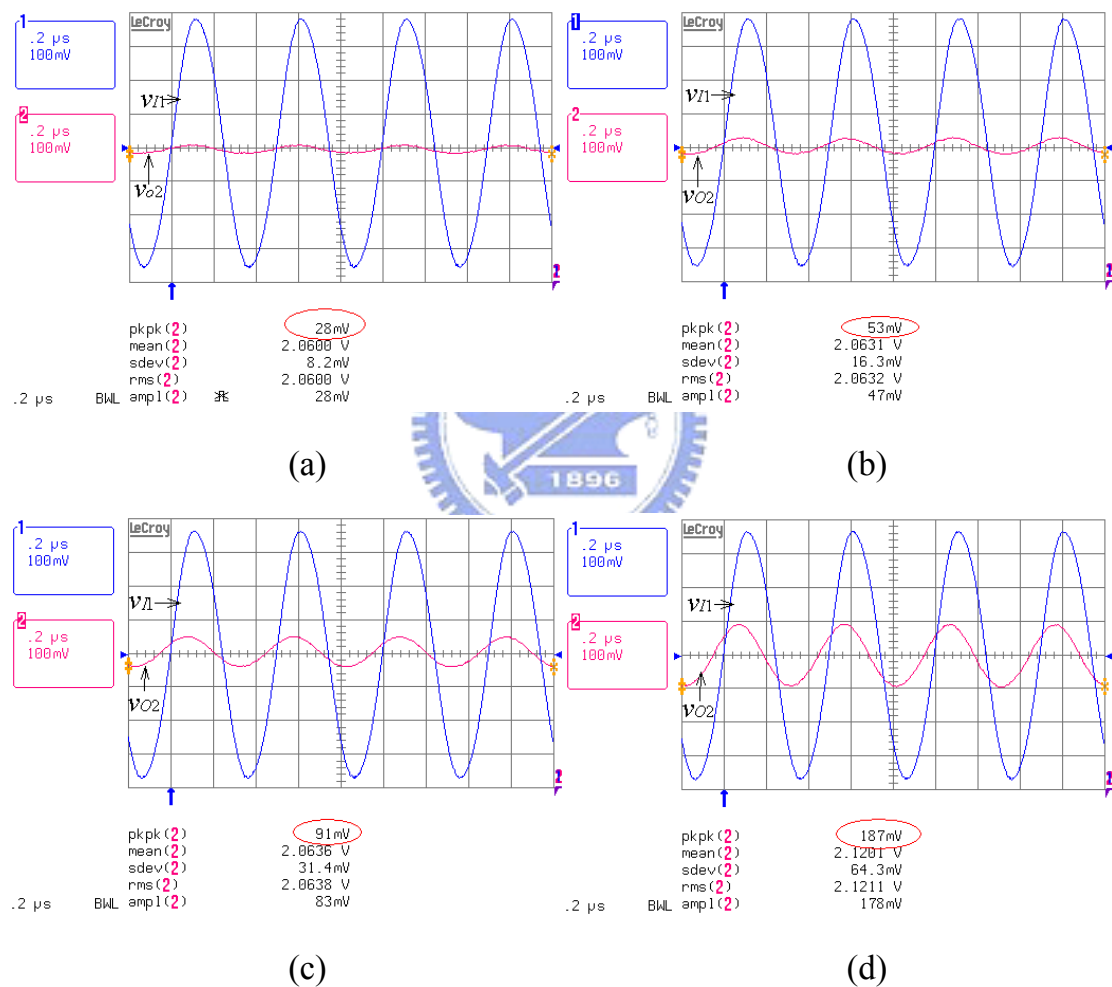 1
.2 µs
100mV
2
.2 µs
100mV
LeCroy
vI1
vo2
pkpk(2) 28mV
mean(2) 2.0600 V
sdev(2) 8.2mV
rms(2) 2.0600 V
.2 µs BWL ampl(2) 28mV
(a)
1
.2 µs
100mV
2
.2 µs
100mV
LeCroy
vI1
vO2
pkpk(2) 53mV
mean(2) 2.0631 V
sdev(2) 16.3mV
rms(2) 2.0632 V
.2 µs BWL ampl(2) 47mV
(b)
1896
1
.2 µs
100mV
2
.2 µs
100mV
LeCroy
vI1
vO2
pkpk(2) 91mV
mean(2) 2.0636 V
sdev(2) 31.4mV
rms(2) 2.0638 V
.2 µs BWL ampl(2) 83mV
(c)
1
.2 µs
100mV
2
.2 µs
100mV
LeCroy
vI1
vO2
pkpk(2) 187mV
mean(2) 2.1201 V
sdev(2) 64.3mV
rms(2) 2.1211 V
.2 µs BWL ampl(2) 178mV
(d)